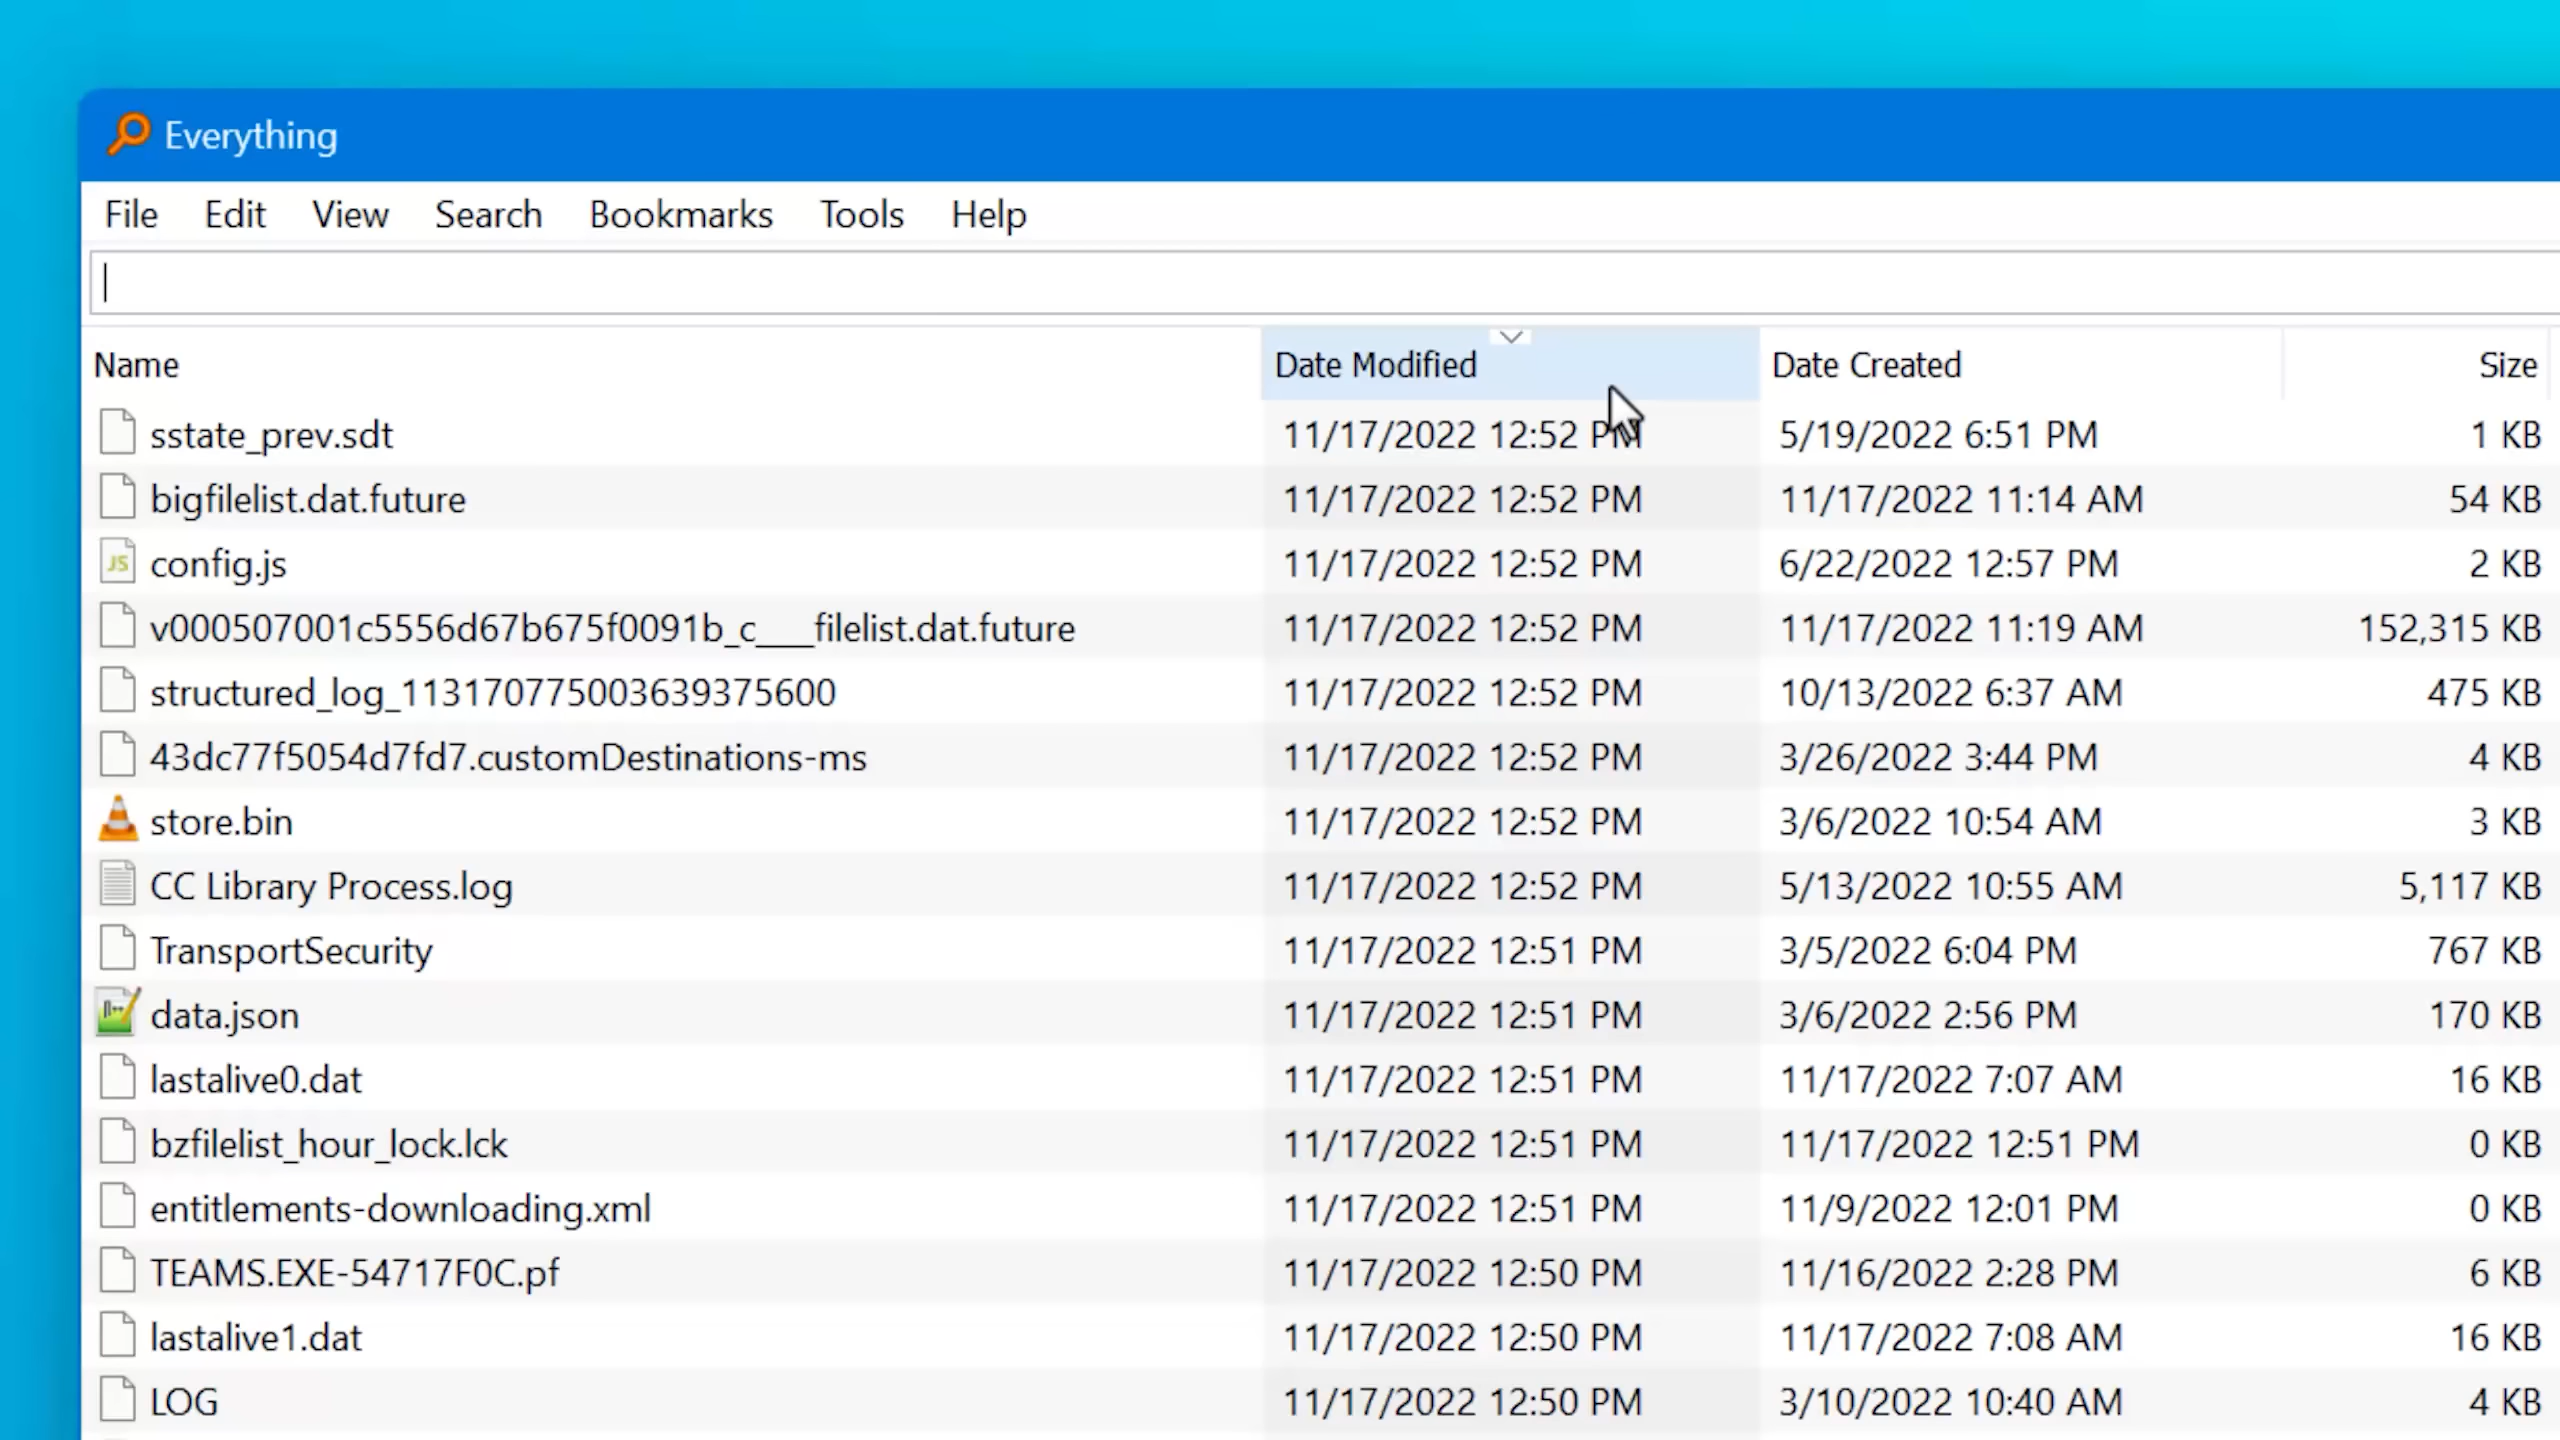 Everything
File Edit View Search Bookmarks Tools Help
Name Date Modified Date Created Size
sstate_prev.sdt 11/17/2022 12:52 PM 5/19/2022 6:51 PM 1 KB
bigfilelist.dat.future 11/17/2022 12:52 PM 11/17/2022 11:14 AM 54 KB
JS config.js 11/17/2022 12:52 PM 6/22/2022 12:57 PM 2 KB
v000507001c5556d67b675f0091b_c____filelist.dat.future 11/17/2022 12:52 PM 11/17/2022 11:19 AM 152,315 KB
structured_log_113170775003639375600 11/17/2022 12:52 PM 10/13/2022 6:37 AM 475 KB
43dc77f5054d7fd7.customDestinations-ms 11/17/2022 12:52 PM 3/26/2022 3:44 PM 4 KB
store.bin 11/17/2022 12:52 PM 3/6/2022 10:54 AM 3 KB
CC Library Process.log 11/17/2022 12:52 PM 5/13/2022 10:55 AM 5,117 KB
TransportSecurity 11/17/2022 12:51 PM 3/5/2022 6:04 PM 767 KB
data.json 11/17/2022 12:51 PM 3/6/2022 2:56 PM 170 KB
lastalive0.dat 11/17/2022 12:51 PM 11/17/2022 7:07 AM 16 KB
bzfilelist_hour_lock.lck 11/17/2022 12:51 PM 11/17/2022 12:51 PM 0 KB
entitlements-downloading.xml 11/17/2022 12:51 PM 11/9/2022 12:01 PM 0 KB
TEAMS.EXE-54717F0C.pf 11/17/2022 12:50 PM 11/16/2022 2:28 PM 6 KB
lastalive1.dat 11/17/2022 12:50 PM 11/17/2022 7:08 AM 16 KB
LOG 11/17/2022 12:50 PM 3/10/2022 10:40 AM 4 KB